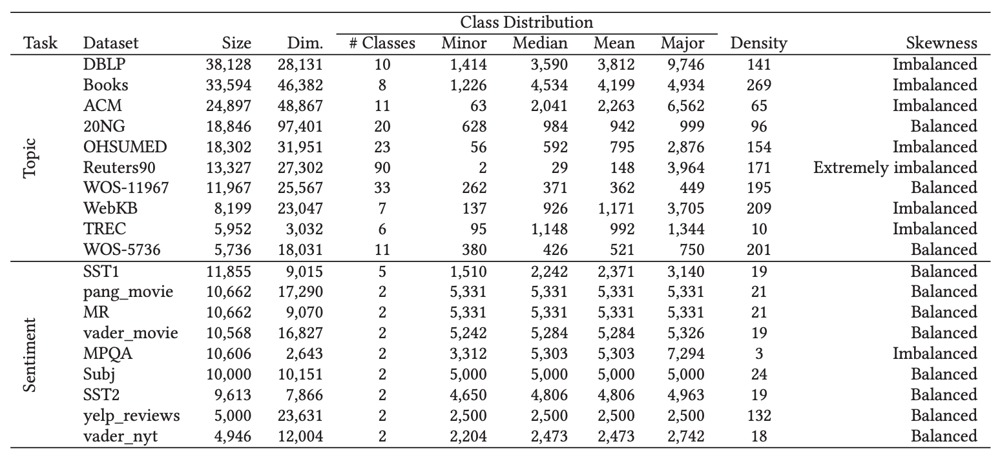 Class Distribution
Task Dataset Size Dim. # Classes Minor Median Mean Major Density Skewness
Topic
DBLP 38,128 28,131 10 1,414 3,590 3,812 9,746 141 Imbalanced
Books 33,594 46,382 8 1,226 4,534 4,199 4,934 269 Imbalanced
ACM 24,897 48,867 11 63 2,041 2,263 6,562 65 Imbalanced
20NG 18,846 97,401 20 628 984 942 999 96 Balanced
OHSUMED 18,302 31,951 23 56 592 795 2,876 154 Imbalanced
Reuters90 13,327 27,302 90 2 29 148 3,964 171 Extremely imbalanced
WOS-11967 11,967 25,567 33 262 371 362 449 195 Balanced
WebKB 8,199 23,047 7 137 926 1,171 3,705 209 Imbalanced
TREC 5,952 3,032 6 95 1,148 992 1,344 10 Imbalanced
WOS-5736 5,736 18,031 11 380 426 521 750 201 Balanced
Sentiment
SST1 11,855 9,015 5 1,510 2,242 2,371 3,140 19 Balanced
pang_movie 10,662 17,290 2 5,331 5,331 5,331 5,331 21 Balanced
MR 10,662 9,070 2 5,331 5,331 5,331 5,331 21 Balanced
vader_movie 10,568 16,827 2 5,242 5,284 5,284 5,326 19 Balanced
MPQA 10,606 2,643 2 3,312 5,303 5,303 7,294 3 Imbalanced
Subj 10,000 10,151 2 5,000 5,000 5,000 5,000 24 Balanced
SST2 9,613 7,866 2 4,650 4,806 4,806 4,963 19 Balanced
yelp_reviews 5,000 23,631 2 2,500 2,500 2,500 2,500 132 Balanced
vader_nyt 4,946 12,004 2 2,204 2,473 2,473 2,742 18 Balanced